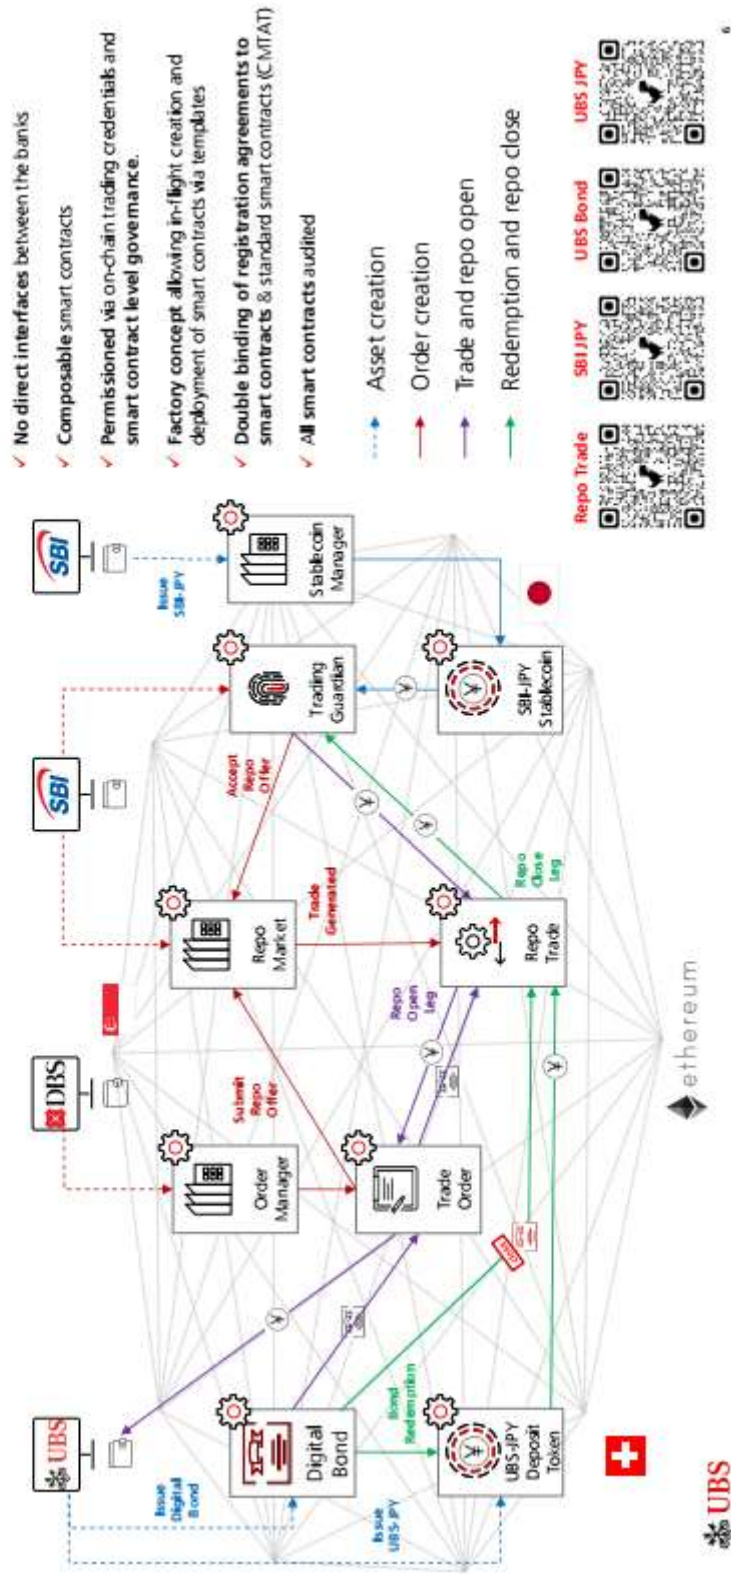 UBS
DBS
SBI
SBI
Issue
Digital
Bond
Issue
UBS-JPY
Digital
Bond
Bond
Redemption
UBS-JPY
Deposit
Token
Order
Manager
Submit
Repo
Offer
Trade
Order
Repo
Market
Trade
Generated
Repo
Open
Leg
Accept
Repo
Offer
Trading
Guardian
Repo
Trade
Repo
Close
Leg
Issue
SBI-JPY
Stablecoin
Manager
SBI-JPY
Stablecoin
ethereum
✓ No direct interfaces between the banks
✓ Composable smart contracts
✓ Permissioned via on-chain trading credentials and
smart contract level governance.
✓ Factory concept allowing in-flight creation and
deployment of smart contracts via templates
✓ Double binding of registration agreements to
smart contracts & standard smart contracts (CMTAT)
✓ All smart contracts audited
Asset creation
Order creation
Trade and repo open
Redemption and repo close
Repo Trade
SBI JPY
UBS Bond
UBS JPY
UBS
6